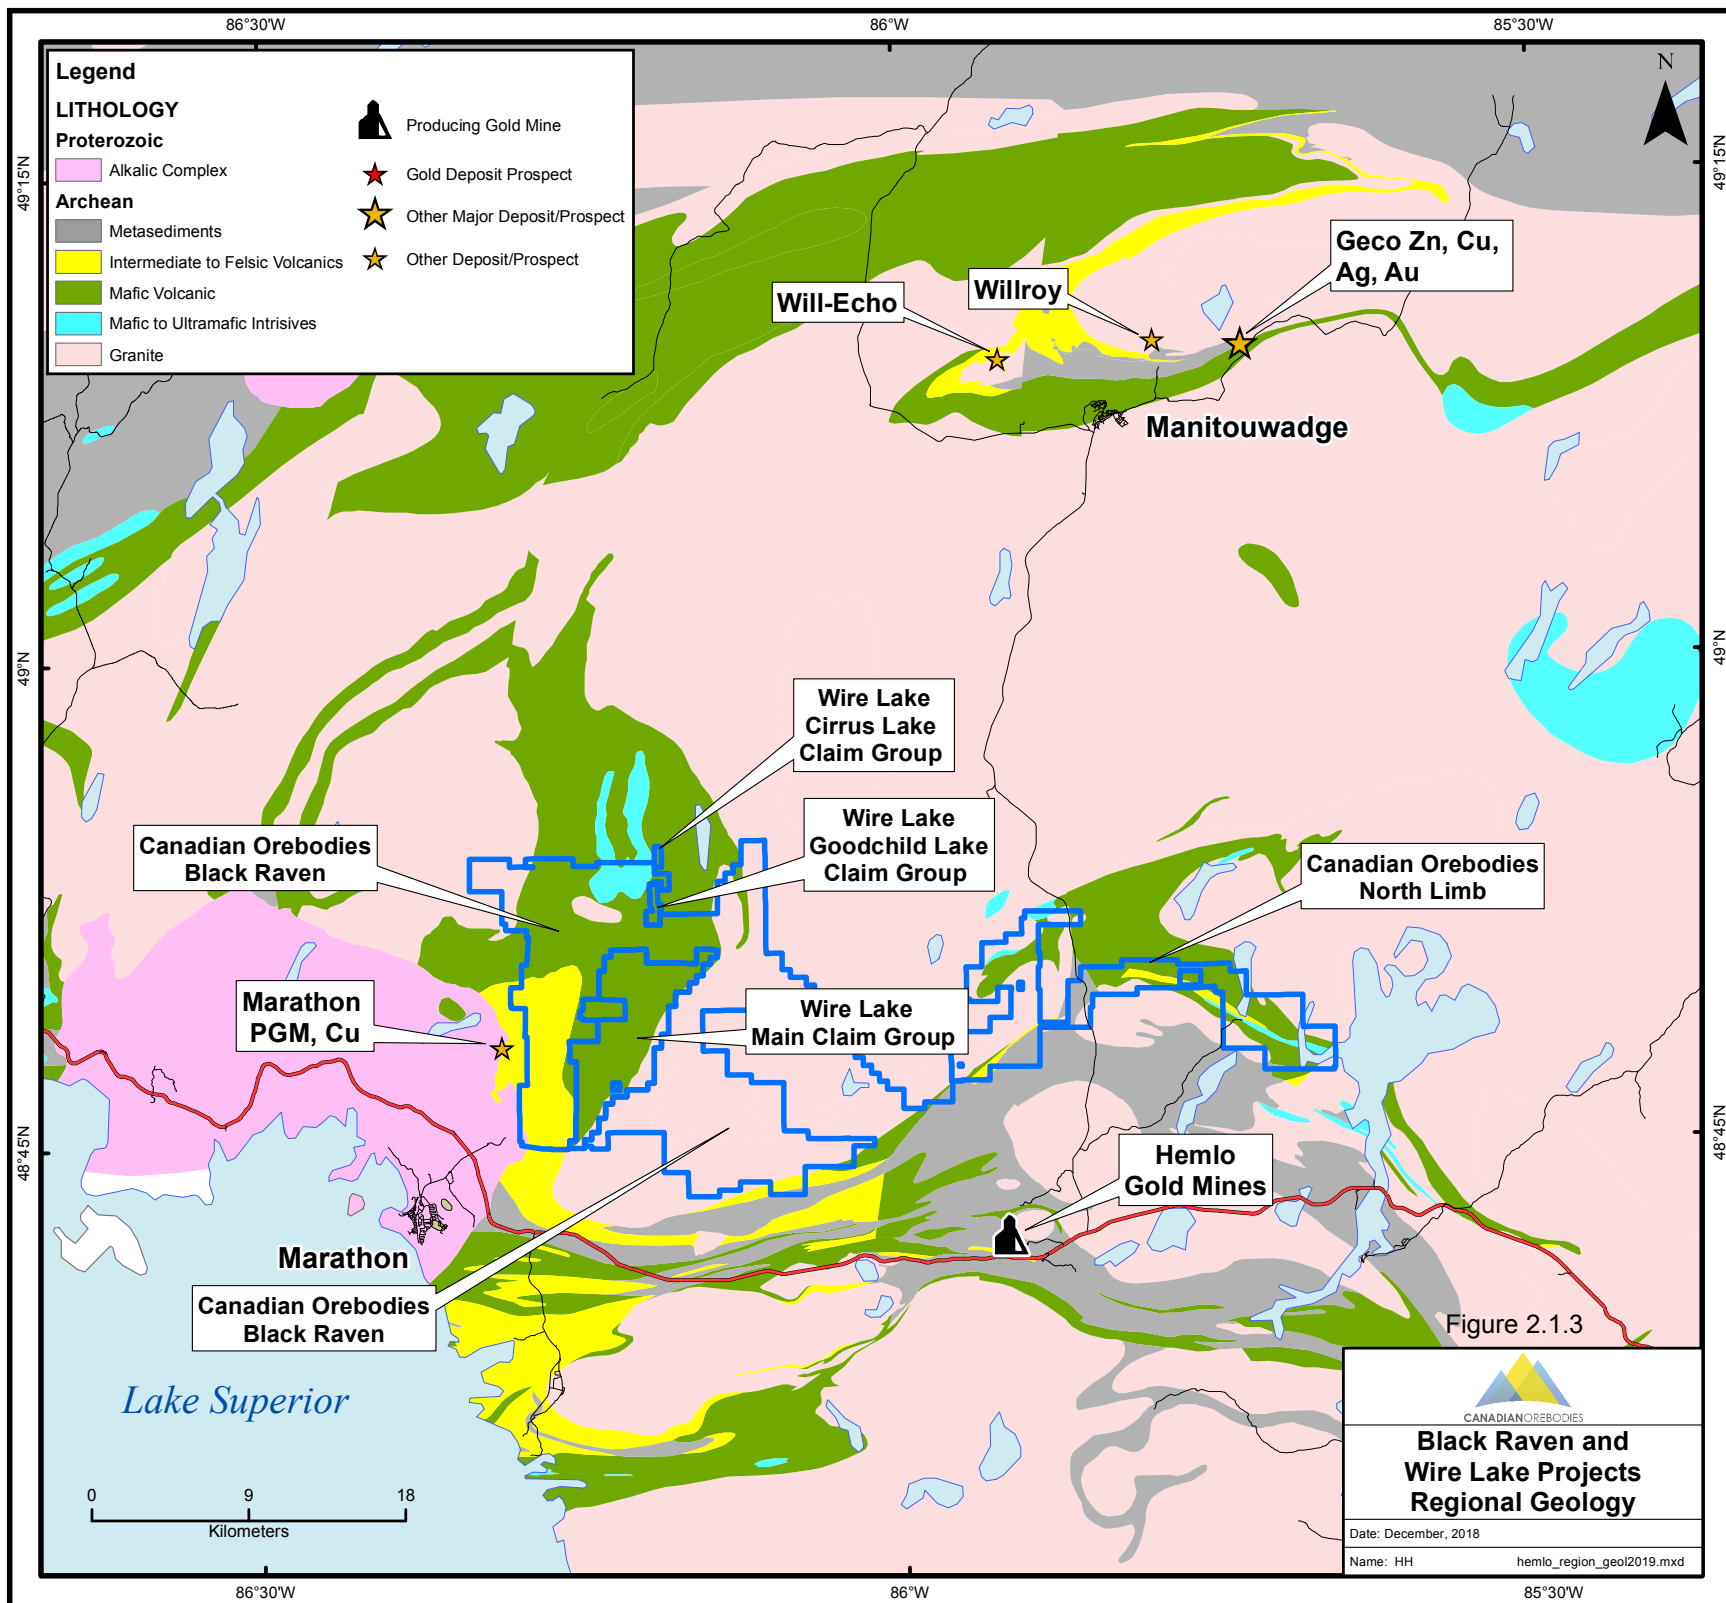 86°30'W
86°W
85°30'W
Legend
LITHOLOGY
Proterozoic
Alkalic Complex
Archean
Metasediments
Intermediate to Felsic Volcanics
Mafic Volcanic
Mafic to Ultramafic Intrisives
Granite
Producing Gold Mine
Gold Deposit Prospect
Other Major Deposit/Prospect
Other Deposit/Prospect
N
49°15'N
49°15'N
Geco Zn, Cu,
Ag, Au
Willroy
Will-Echo
Manitouwadge
49°N
49°N
Wire Lake
Cirrus Lake
Claim Group
Wire Lake
Goodchild Lake
Claim Group
Canadian Orebodies
Black Raven
Canadian Orebodies
North Limb
Marathon
PGM, Cu
Wire Lake
Main Claim Group
48°45'N
48°45'N
Hemlo
Gold Mines
Marathon
Canadian Orebodies
Black Raven
Figure 2.1.3
Lake Superior
0
9
18
Kilometers
CANADIANOREBODIES
Black Raven and
Wire Lake Projects
Regional Geology
Date: December, 2018
Name: HH
hemlo_region_geol2019.mxd
86°30'W
86°W
85°30'W